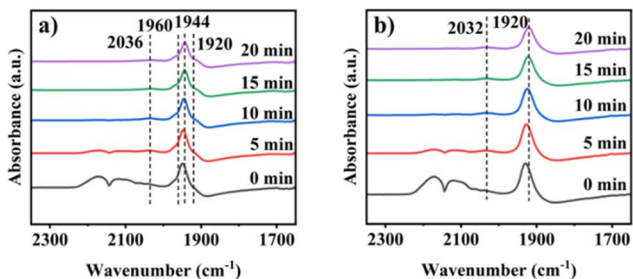 a)
1960
1944
2036
1920
20 min
15 min
10 min
5 min
0 min
Absorbance (a.u.)
2300
2100
1900
1700
Wavenumber (cm⁻¹)
b)
2032
1920
20 min
15 min
10 min
5 min
0 min
Absorbance (a.u.)
2300
2100
1900
1700
Wavenumber (cm⁻¹)